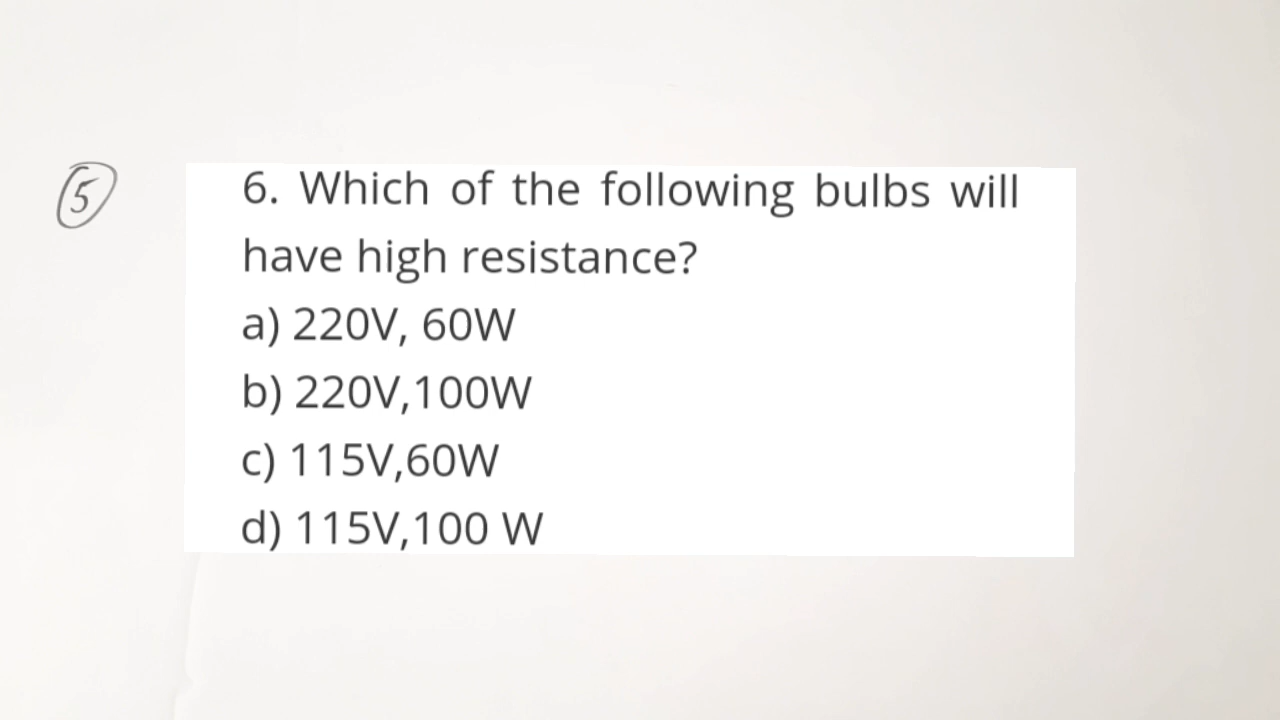 5
6. Which of the following bulbs will
have high resistance?
a) 220V, 60W
b) 220V,100W
c) 115V,60W
d) 115V,100 W